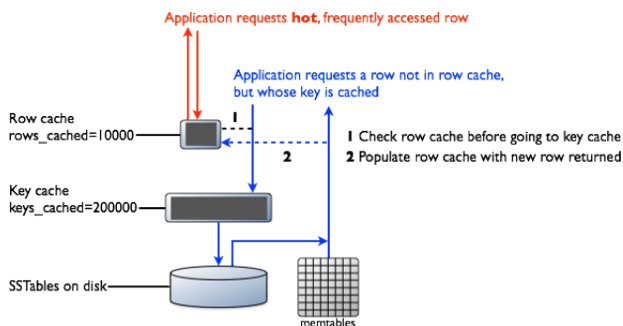 Application requests hot, frequently accessed row
Application requests a row not in row cache,
but whose key is cached
Row cache
rows_cached=10000
1
1 Check row cache before going to key cache
2
2 Populate row cache with new row returned
Key cache
keys_cached=200000
SSTables on disk
memtables